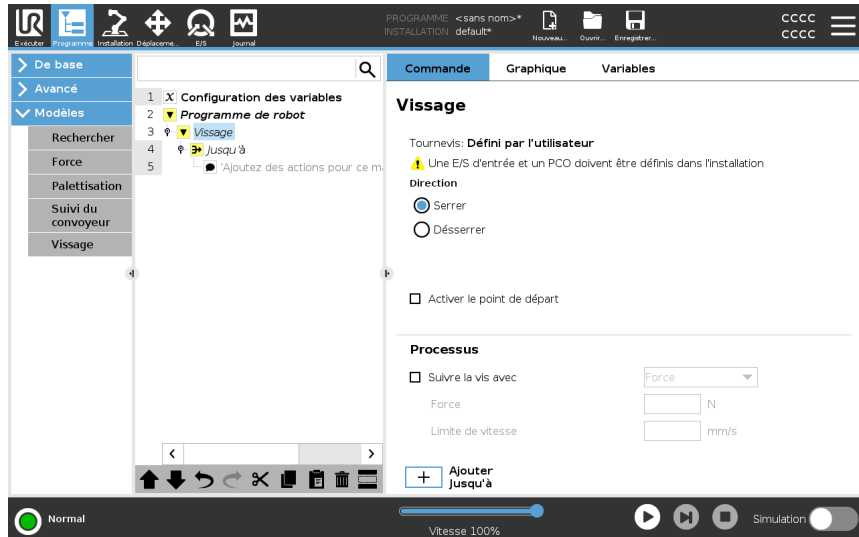 UR
PROGRAMME <sans nom>*
INSTALLATION default*
Exécuter Programme Installation Déplaceme... E/S Journal
Nouveau... Ouvrir... Enregistrer...
cccc
cccc
De base
Avancé
Modèles
Rechercher
Force
Palettisation
Suivi du
convoyeur
Vissage
1 X Configuration des variables
2 Programme de robot
3 Vissage
4 Jusqu'à
5 'Ajoutez des actions pour ce m
Commande Graphique Variables
Vissage
Tournevis: Défini par l'utilisateur
Une E/S d'entrée et un PCO doivent être définis dans l'installation
Direction
Serrer
Désserrer
Activer le point de départ
Processus
Suivre la vis avec Force
Force N
Limite de vitesse mm/s
Ajouter
Jusqu'à
Normal
Vitesse 100%
Simulation